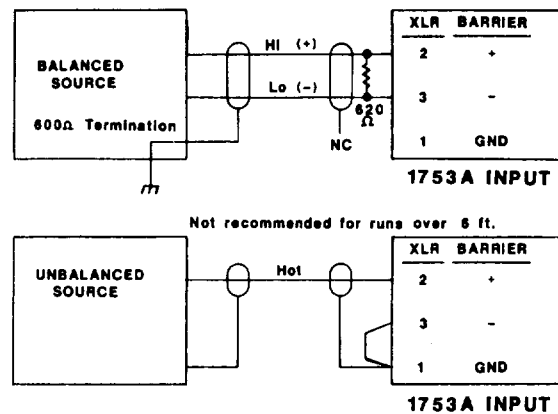 XLR BARRIER
HI (+)
2 +
BALANCED
SOURCE
Lo (-)
3 -
600Ω Termination
620
Ω
1 GND
NC
1753A INPUT
Not recommended for runs over 6 ft.
XLR BARRIER
UNBALANCED
SOURCE
Hot
2 +
3 -
1 GND
1753A INPUT